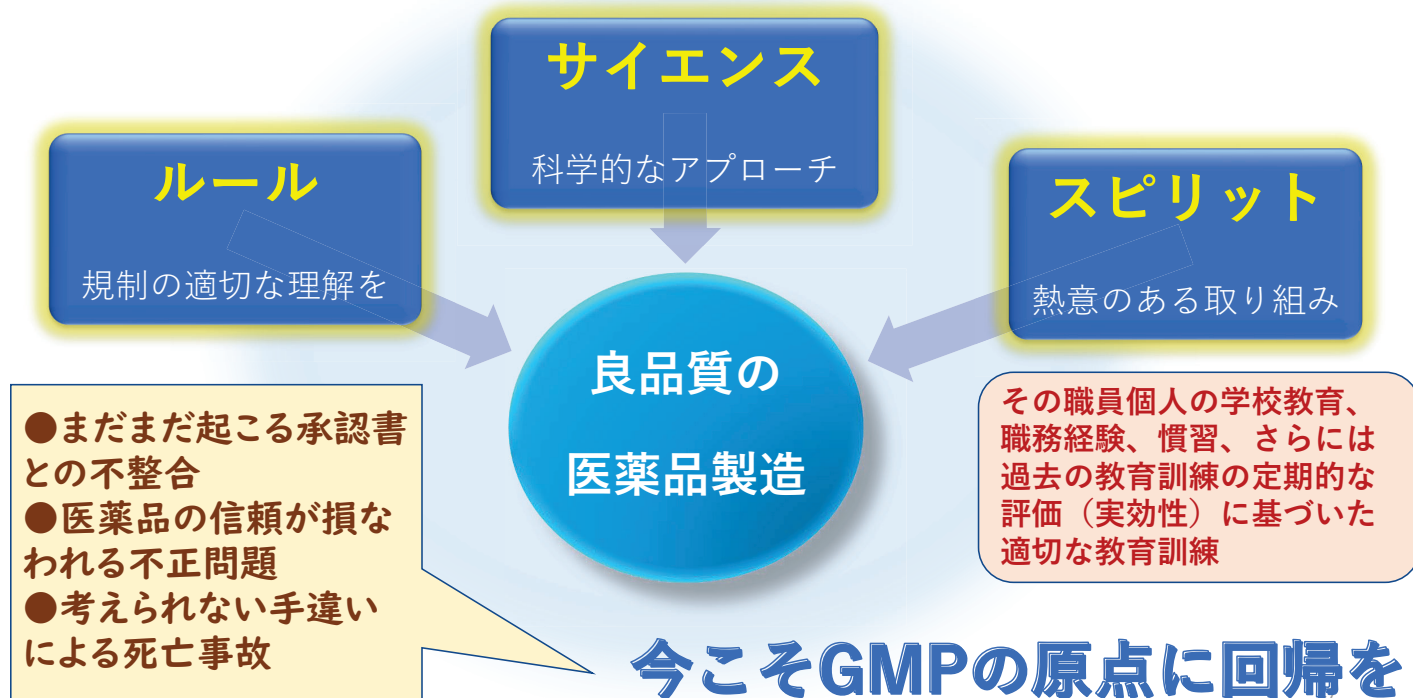 サイエンス
科学的なアプローチ
ルール
規制の適切な理解を
スピリット
熱意のある取り組み
良品質の
医薬品製造
●まだまだ起こる承認書
との不整合
●医薬品の信頼が損な
われる不正問題
●考えられない手違い
による死亡事故
その職員個人の学校教育、
職務経験、慣習、さらには
過去の教育訓練の定期的な
評価（実効性）に基づいた
適切な教育訓練
今こそGMPの原点に回帰を